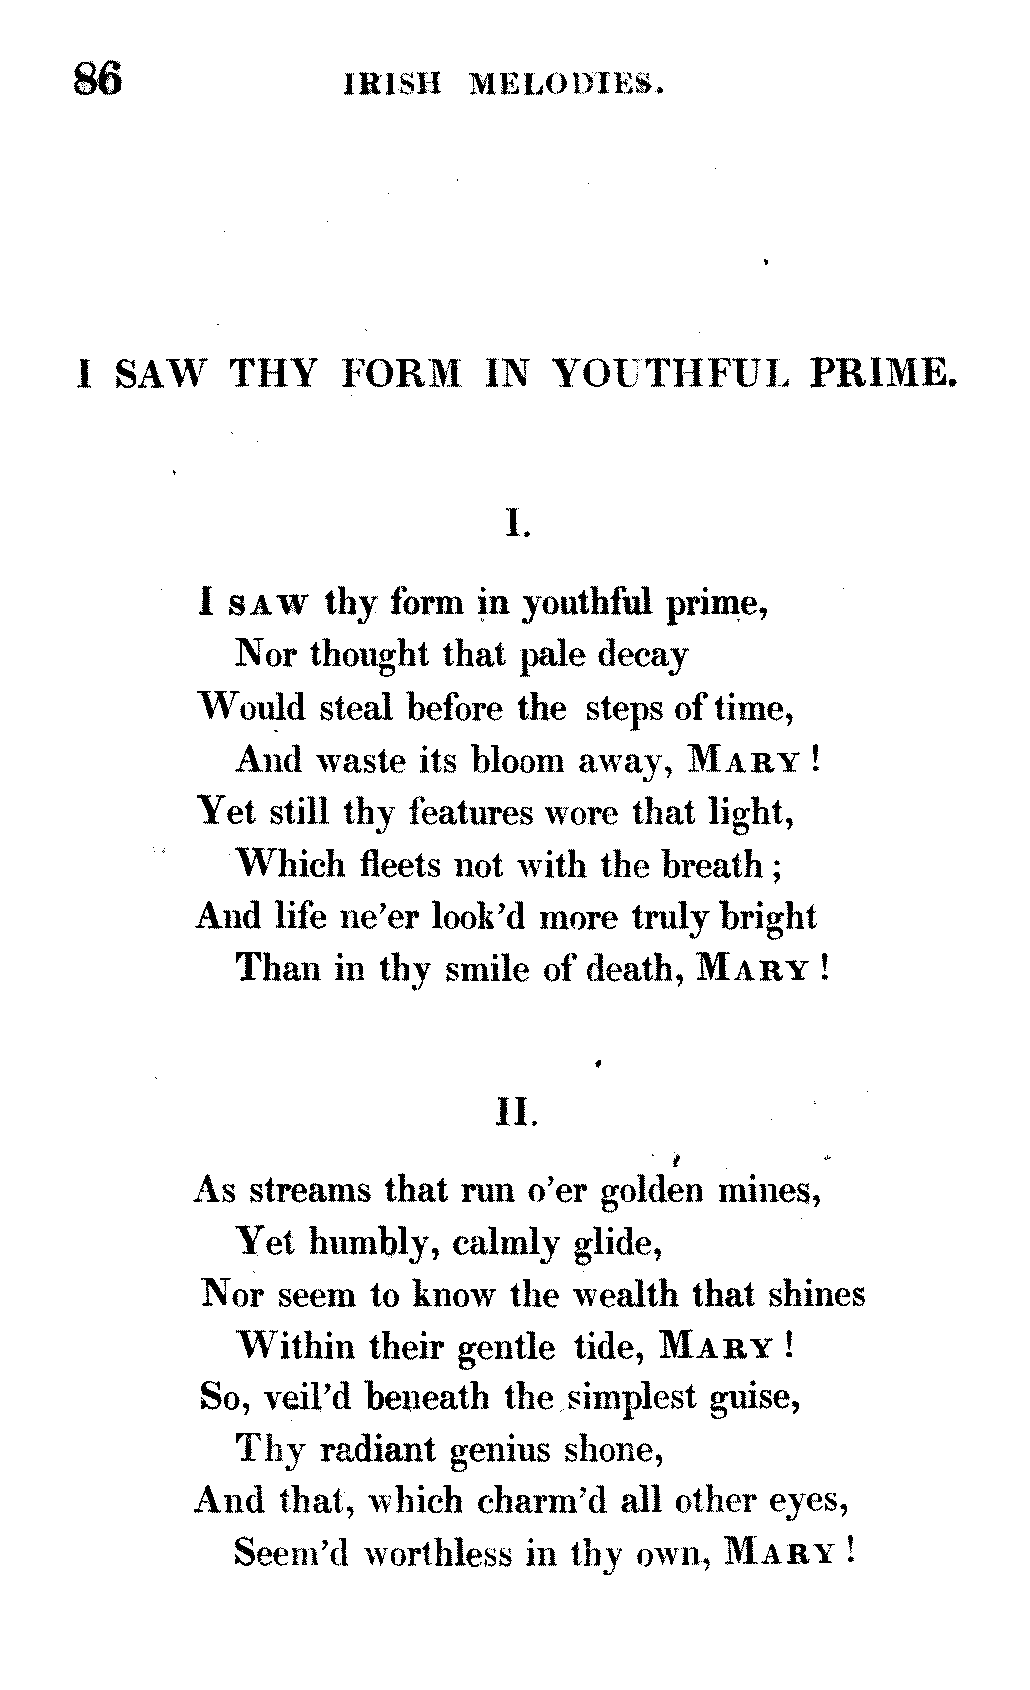 86 IRISH MELODIES.
I SAW THY FORM IN YOUTHFUL PRIME.
I.
I SAW thy form in youthful prime,
Nor thought that pale decay
Would steal before the steps of time,
And waste its bloom away, MARY !
Yet still thy features wore that light,
Which fleets not with the breath ;
And life ne'er look'd more truly bright
Than in thy smile of death, MARY !
II.
As streams that run o'er golden mines,
Yet humbly, calmly glide,
Nor seem to know the wealth that shines
Within their gentle tide, MARY !
So, veil'd beneath the simplest guise,
Thy radiant genius shone,
And that, which charm'd all other eyes,
Seem'd worthless in thy own, MARY !